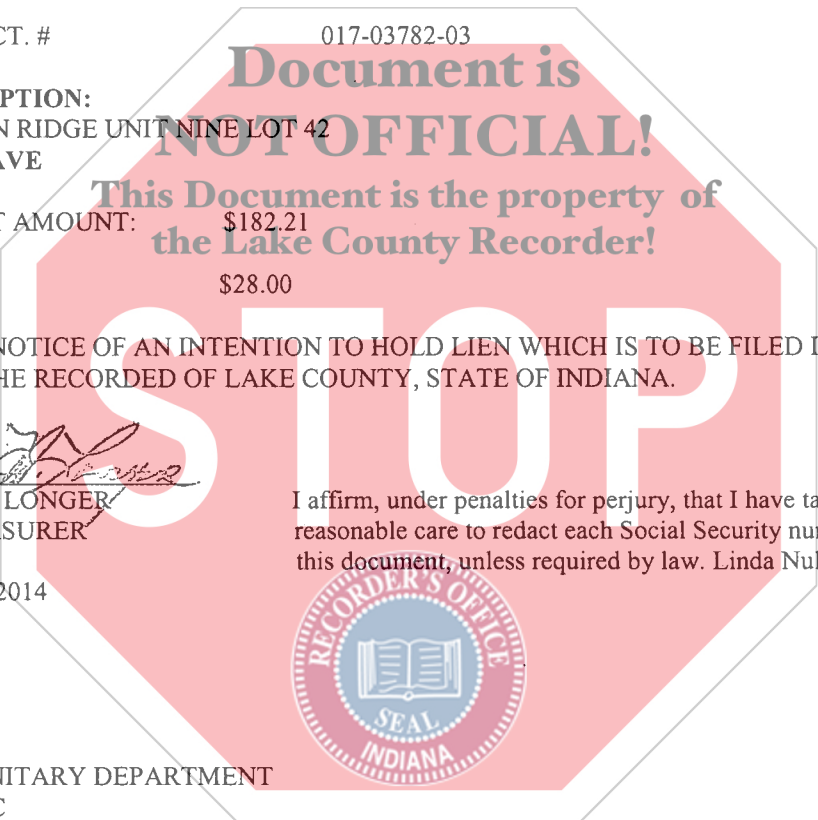 CT. # 017-03782-03
Document is
PTION:
N RIDGE UNIT NINE LOT 42
NOT OFFICIAL!
AVE
This Document is the property of
T AMOUNT: $182.21
the Lake County Recorder!
$28.00
STOP
NOTICE OF AN INTENTION TO HOLD LIEN WHICH IS TO BE FILED I
HE RECORDED OF LAKE COUNTY, STATE OF INDIANA.
LONGER
SURER
I affirm, under penalties for perjury, that I have ta
reasonable care to redact each Social Security nu
this document, unless required by law. Linda Nu
2014
RECORDER'S OFFICE
SEAL
INDIANA
NITARY DEPARTMENT
C